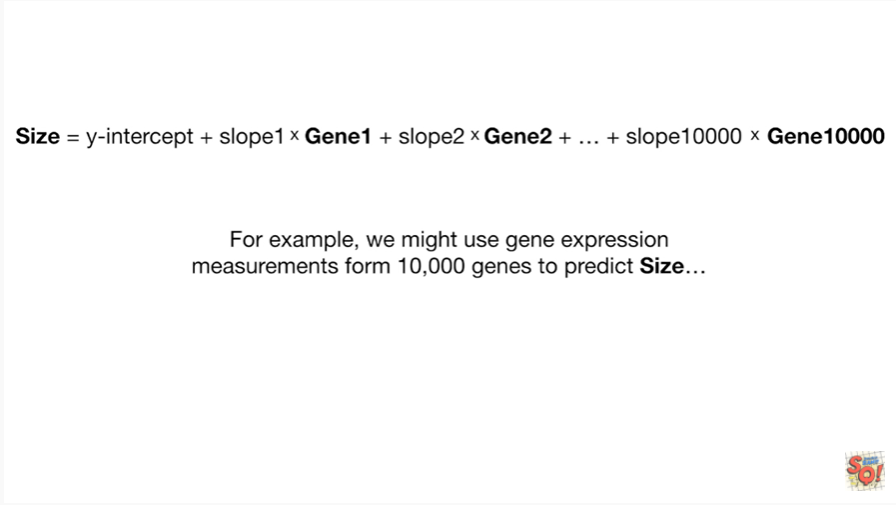 Size = y-intercept + slope1 x Gene1 + slope2 x Gene2 + … + slope10000 x Gene10000
For example, we might use gene expression
measurements form 10,000 genes to predict Size…
SQ!